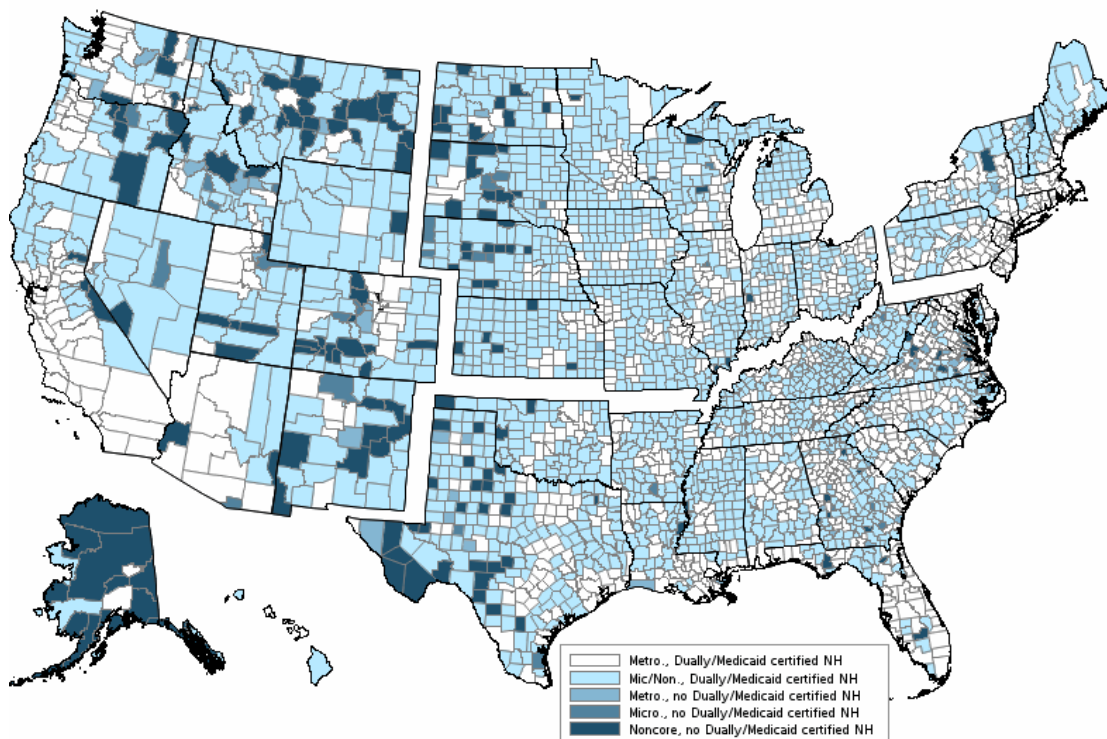 Metro., Dually/Medicaid certified NH
Mic/Non., Dually/Medicaid certified NH
Metro., no Dually/Medicaid certified NH
Micro., no Dually/Medicaid certified NH
Noncore, no Dually/Medicaid certified NH